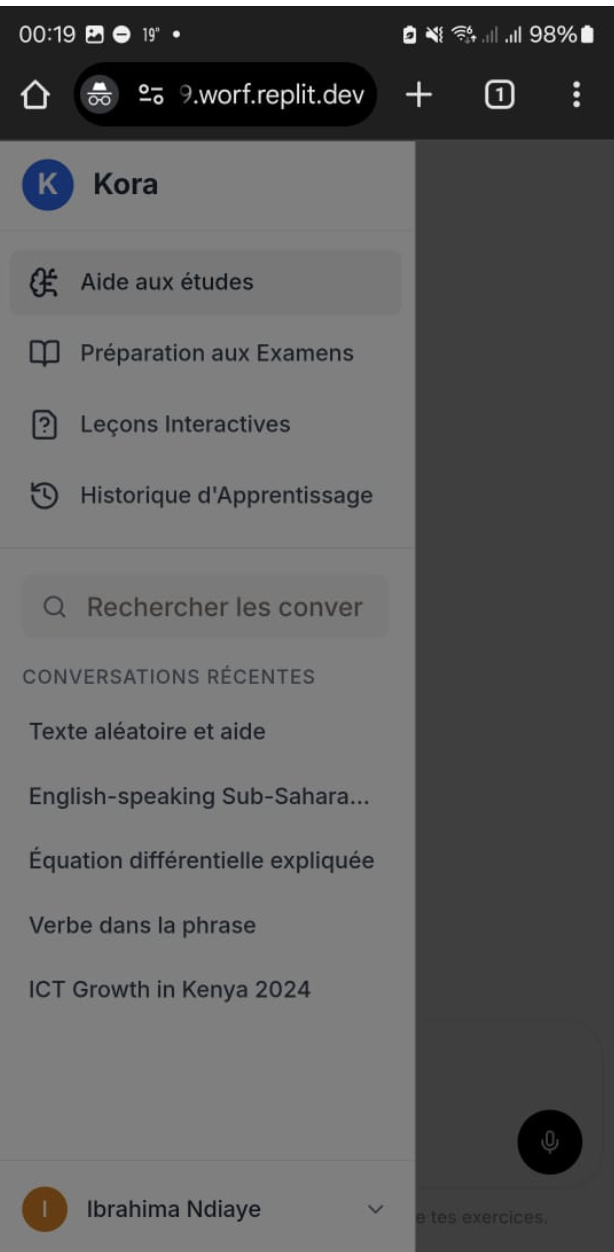 00:19 19°
98%
9.worf.replit.dev
1
K Kora
Aide aux études
Préparation aux Examens
Leçons Interactives
Historique d'Apprentissage
Rechercher les conver
CONVERSATIONS RÉCENTES
Texte aléatoire et aide
English-speaking Sub-Sahara...
Équation différentielle expliquée
Verbe dans la phrase
ICT Growth in Kenya 2024
I Ibrahima Ndiaye
e tes exercices.